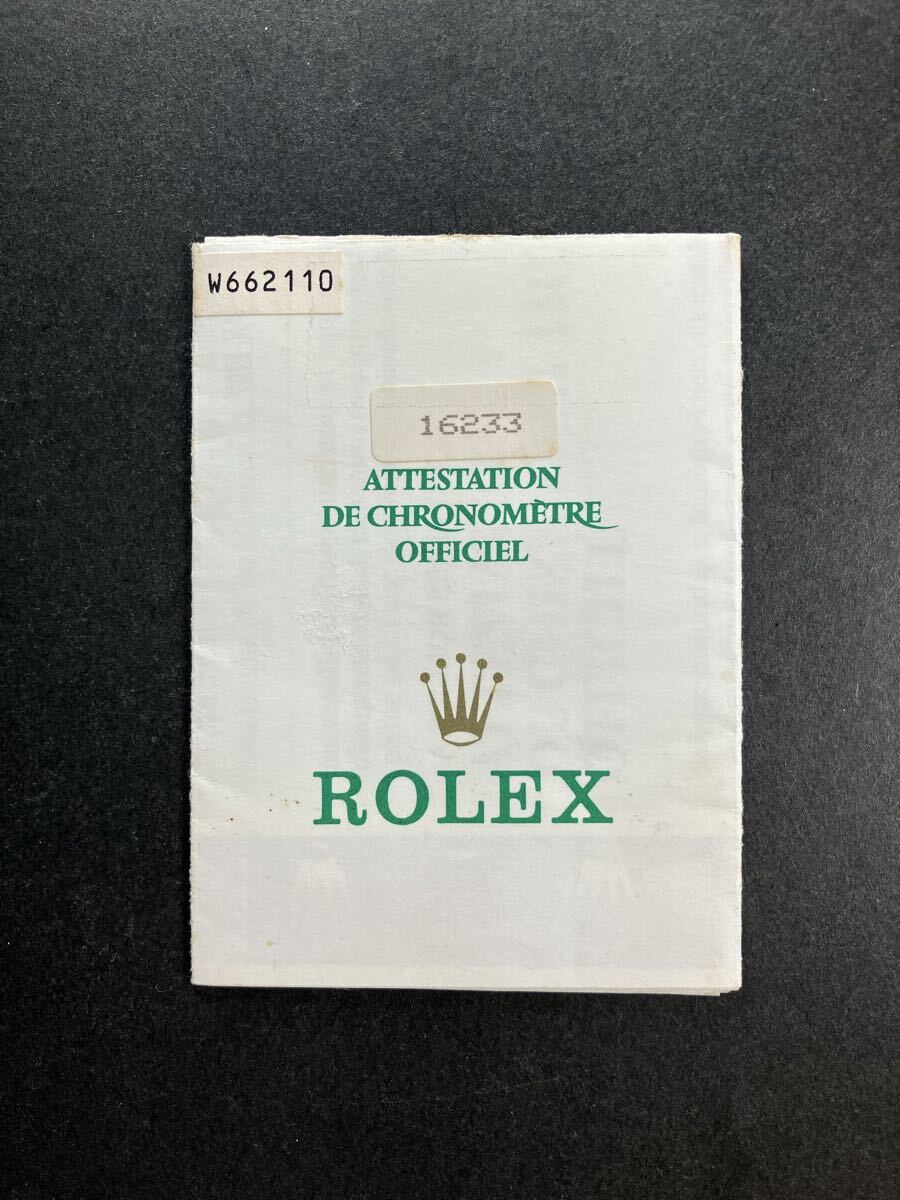 W662110
16233
ATTESTATION
DE CHRONOMÈTRE
OFFICIEL
ROLEX